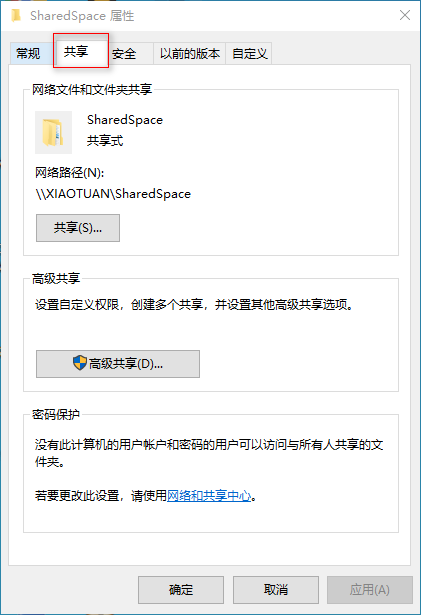 SharedSpace 属性
常规 共享 安全 以前的版本 自定义
网络文件和文件夹共享
SharedSpace
共享式
网络路径(N):
\\XIAOTUAN\SharedSpace
共享(S)...
高级共享
设置自定义权限，创建多个共享，并设置其他高级共享选项。
高级共享(D)...
密码保护
没有此计算机的用户帐户和密码的用户可以访问与所有人共享的文
件夹。
若要更改此设置，请使用网络和共享中心。
确定 取消 应用(A)